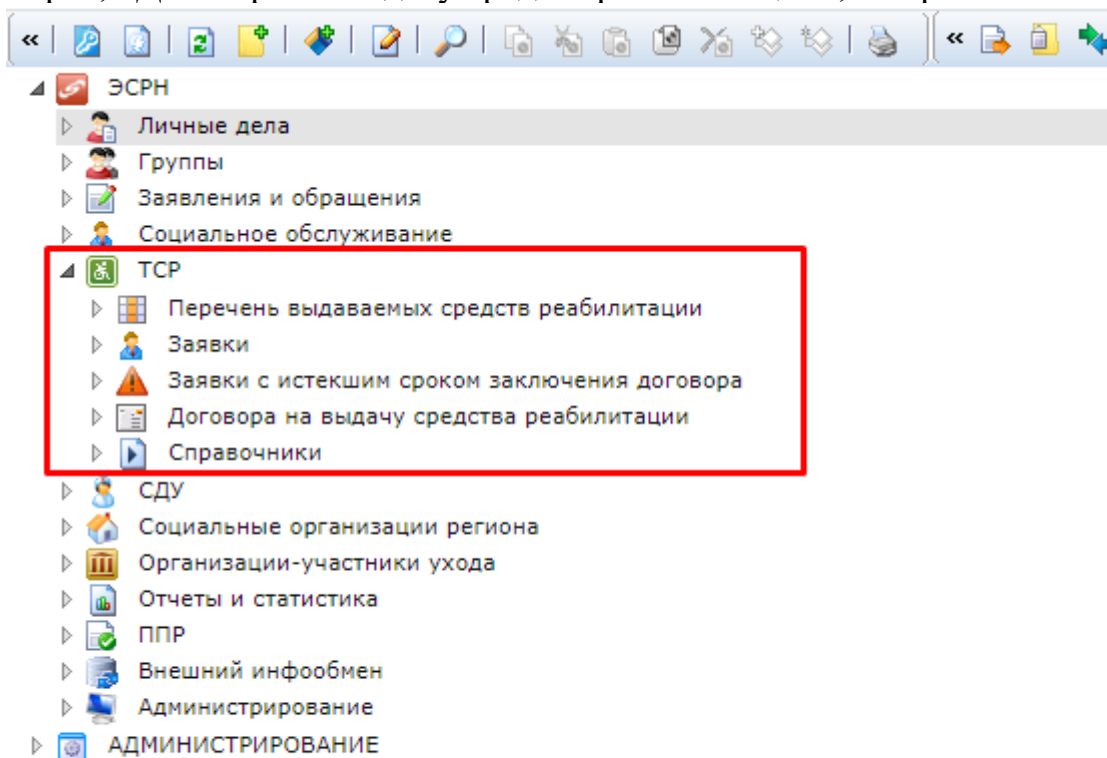 ЭСРН
Личные дела
Группы
Заявления и обращения
Социальное обслуживание
ТСР
Перечень выдаваемых средств реабилитации
Заявки
Заявки с истекшим сроком заключения договора
Договора на выдачу средства реабилитации
Справочники
СДУ
Социальные организации региона
Организации-участники ухода
Отчеты и статистика
ППР
Внешний инфообмен
Администрирование
АДМИНИСТРИРОВАНИЕ